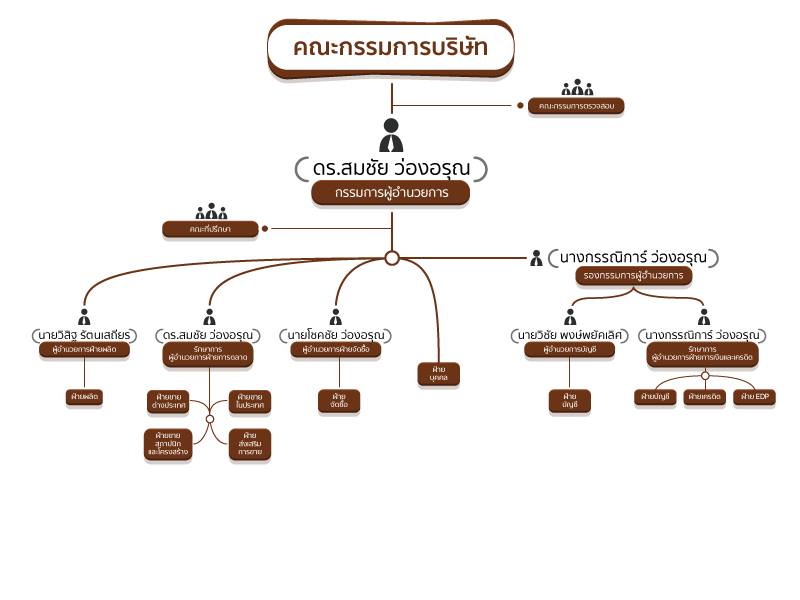 คณะกรรมการบริษัท
คณะกรรมการตรวจสอบ
ดร.สมชัย ว่องอรุณ
กรรมการผู้อำนวยการ
คณะที่ปรึกษา
นางกรรณิการ์ ว่องอรุณ
รองกรรมการผู้อำนวยการ
นายวิสิฐ รัตนเสถียร
ผู้อำนวยการฝ่ายผลิต
ฝ่ายผลิต
ดร.สมชัย ว่องอรุณ
รักษาการ
ผู้อำนวยการฝ่ายการตลาด
ฝ่ายขาย
ต่างประเทศ
ฝ่ายขาย
ในประเทศ
ฝ่ายขาย
สถาปนิก
และโครงสร้าง
ฝ่าย
ส่งเสริม
การขาย
นายโชคชัย ว่องอรุณ
ผู้อำนวยการฝ่ายจัดซื้อ
ฝ่าย
จัดซื้อ
ฝ่าย
บุคคล
นายวิชัย พงษ์พยัคเลิศ
ผู้อำนวยการบัญชี
ฝ่าย
บัญชี
นางกรรณิการ์ ว่องอรุณ
รักษาการ
ผู้อำนวยการฝ่ายการเงินและเครดิต
ฝ่ายบัญชี
ฝ่ายเครดิต
ฝ่าย EDP